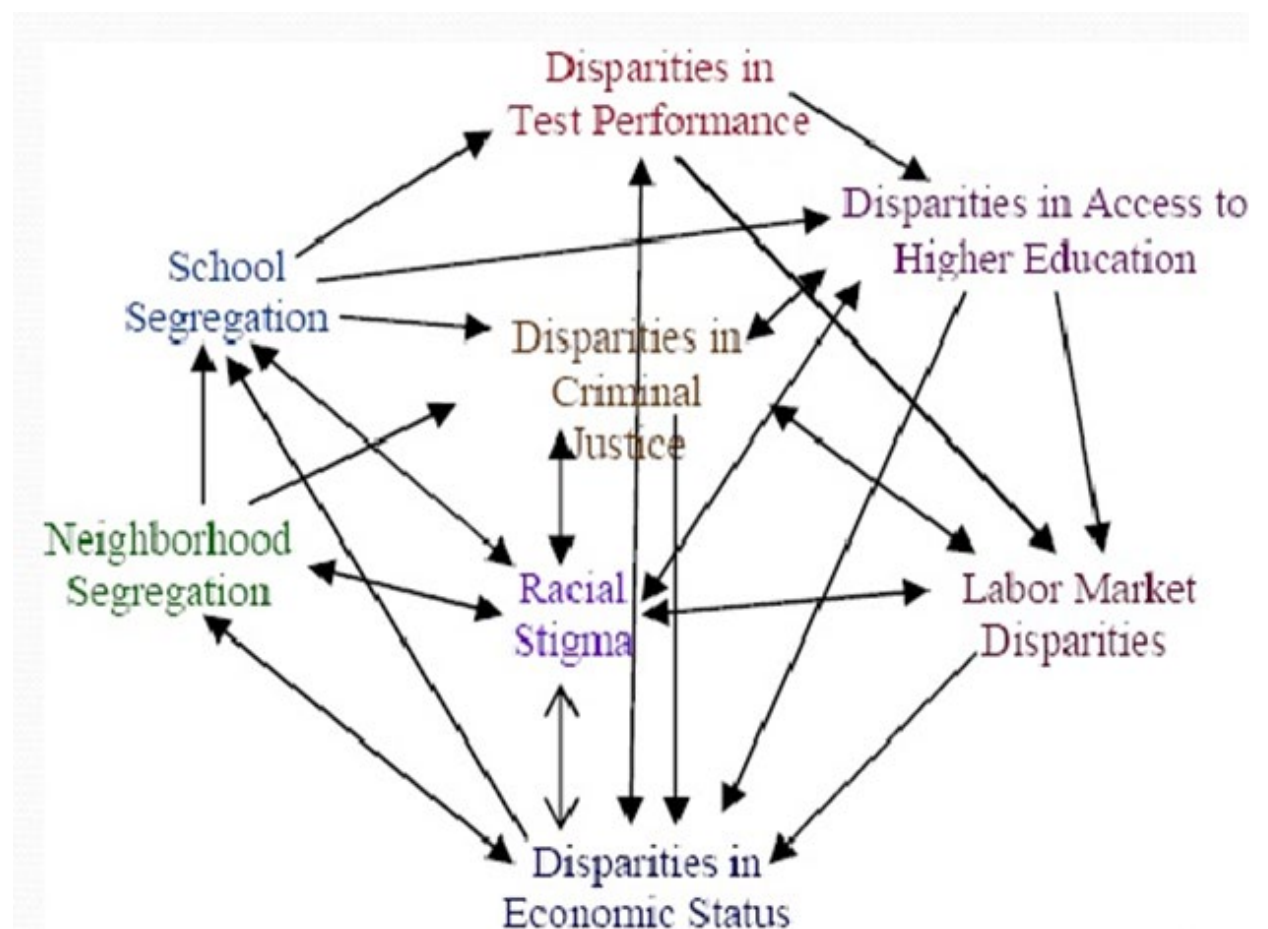 Disparities in
Test Performance
Disparities in Access to
Higher Education
School
Segregation
Disparities in
Criminal
Justice
Neighborhood
Segregation
Racial
Stigma
Labor Market
Disparities
Disparities in
Economic Status